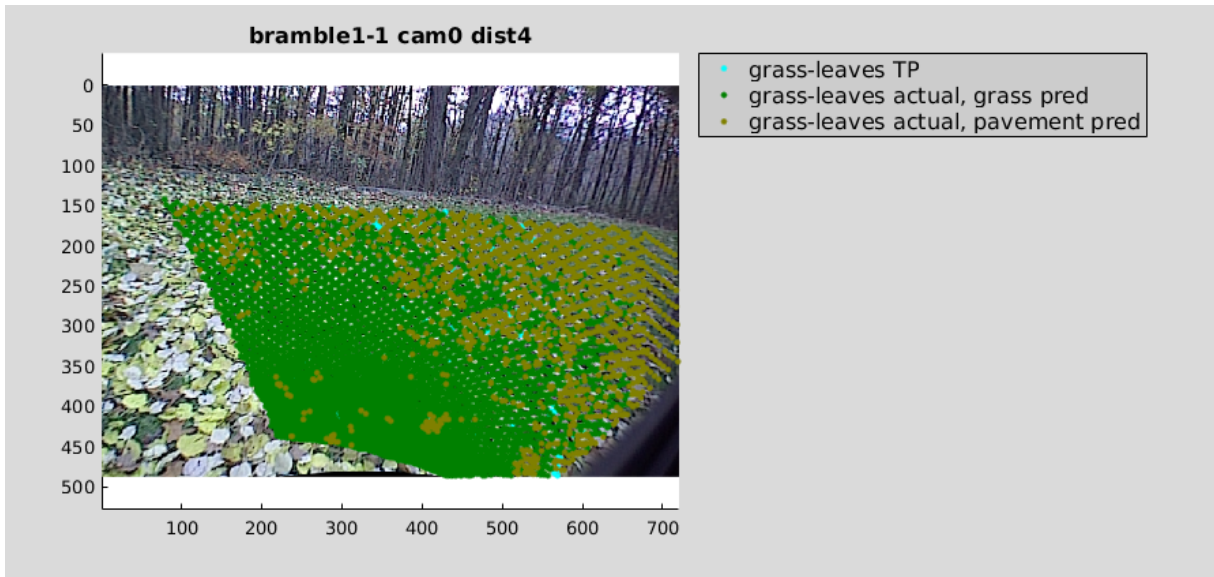 bramble1-1 cam0 dist4
grass-leaves TP
grass-leaves actual, grass pred
grass-leaves actual, pavement pred
0
50
100
150
200
250
300
350
400
450
500
100 200 300 400 500 600 700